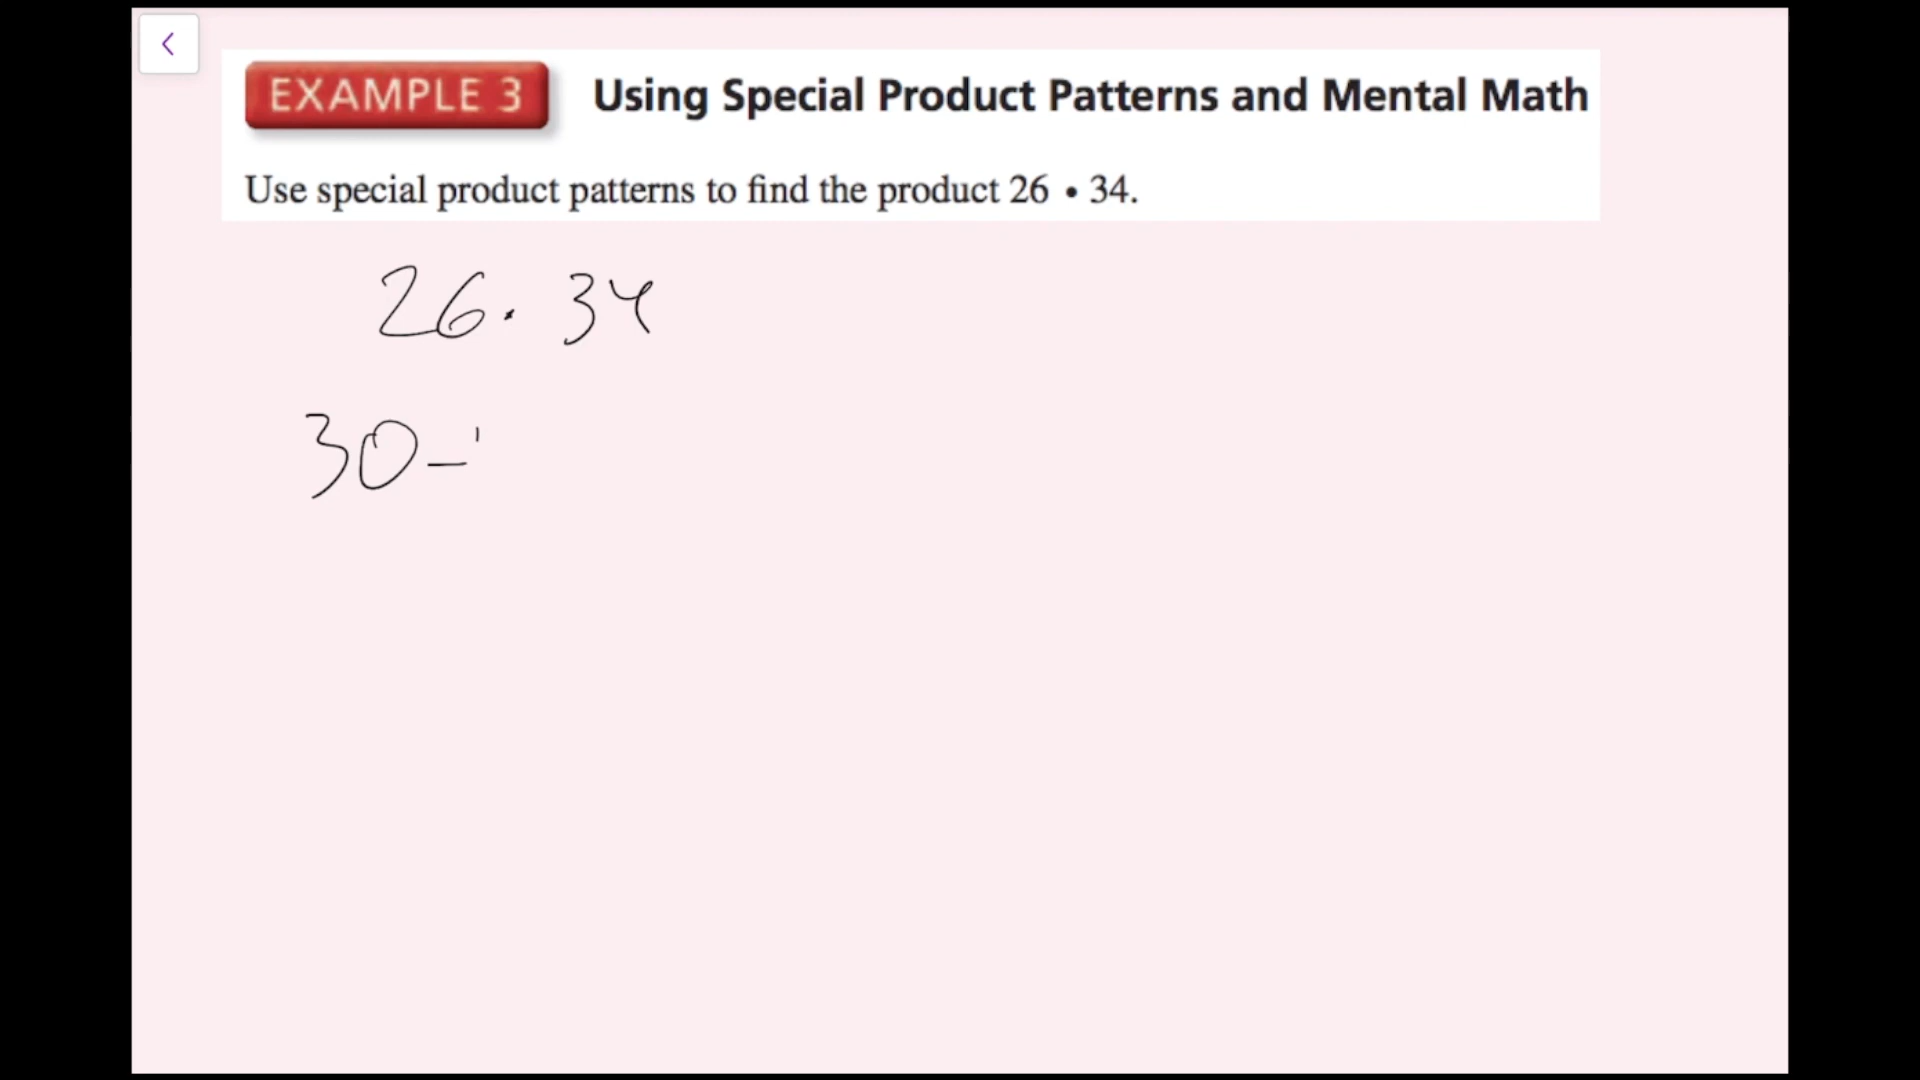 EXAMPLE 3 Using Special Product Patterns and Mental Math
Use special product patterns to find the product 26 • 34.
26 · 34
30 -